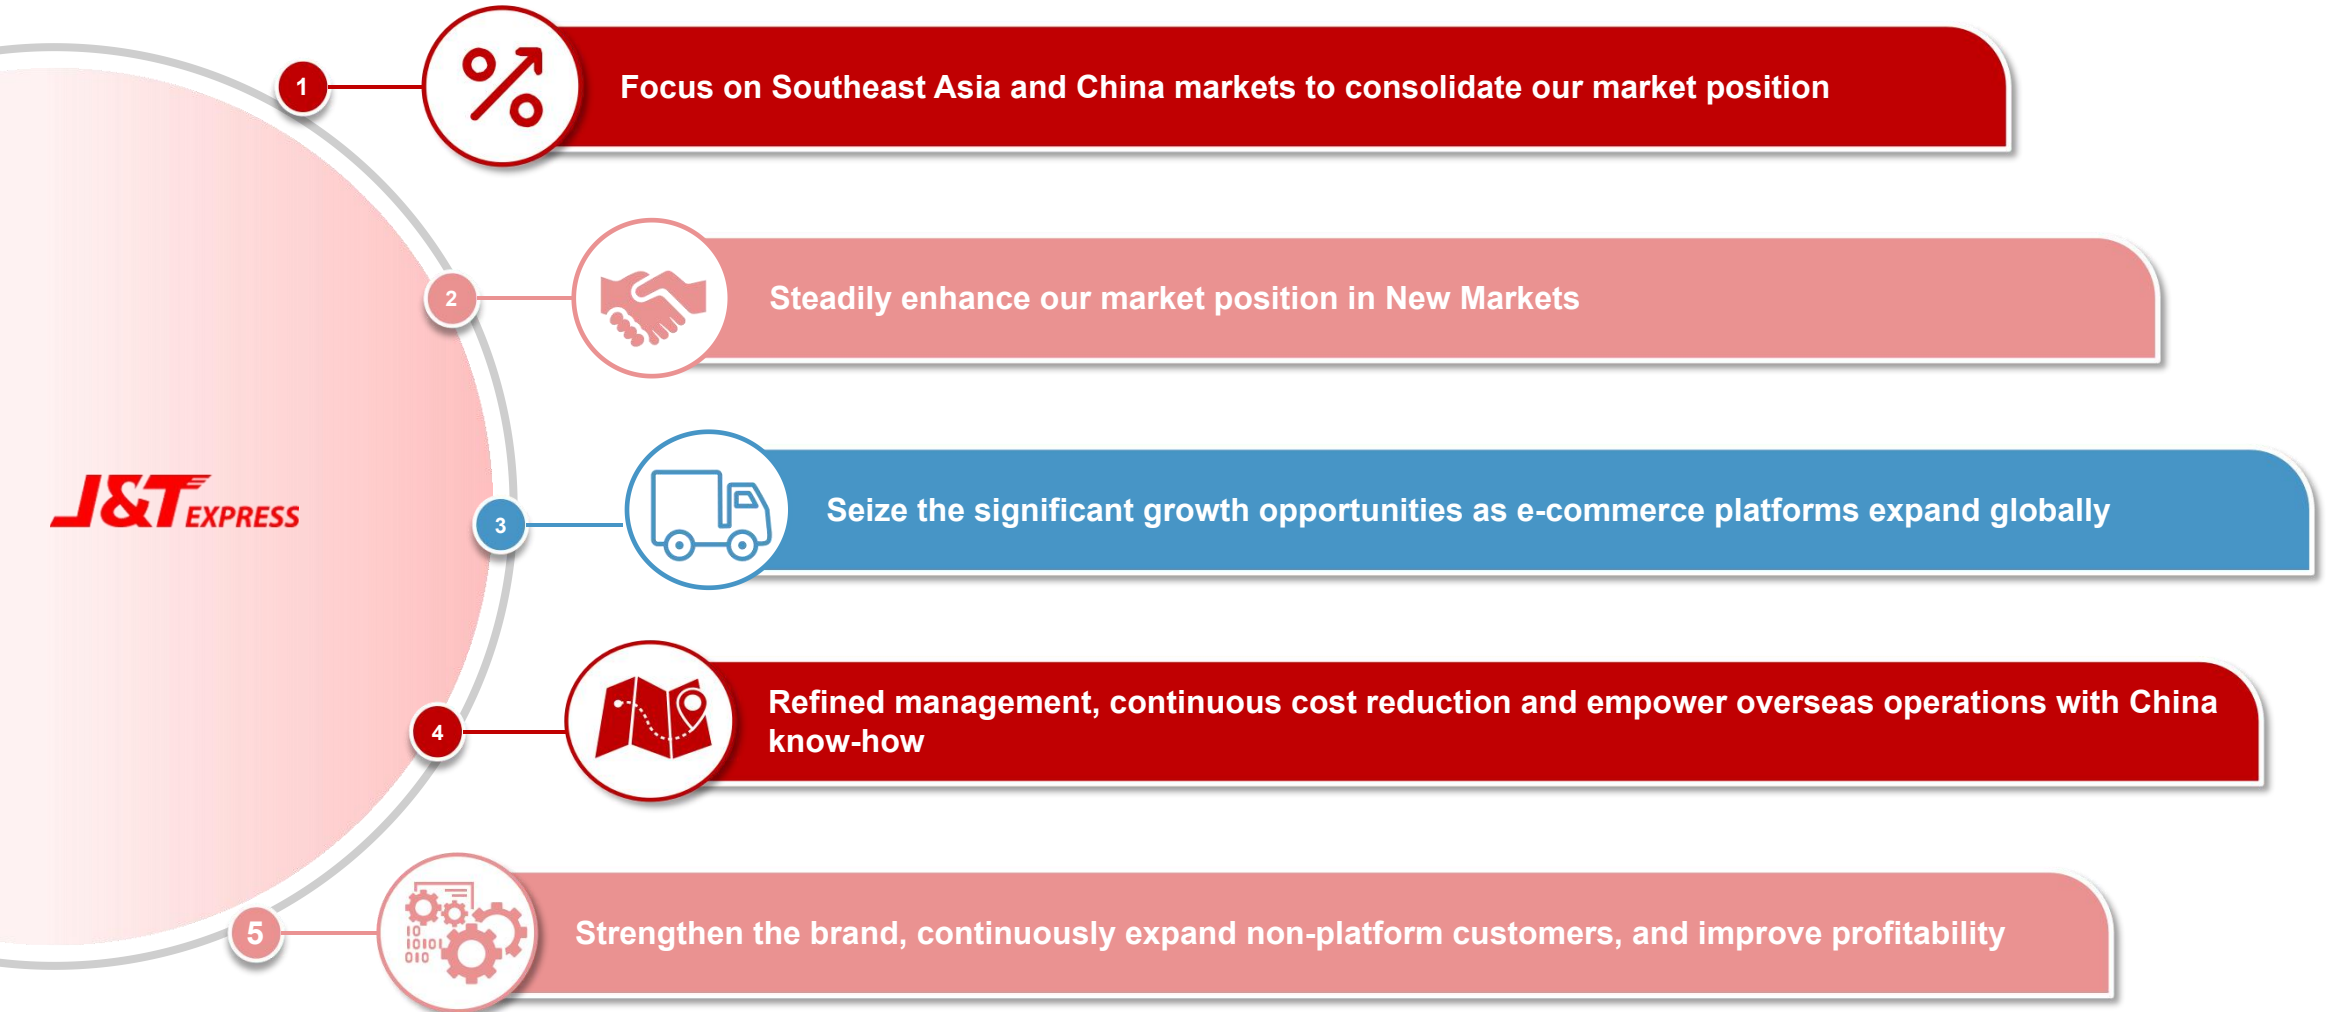 1
Focus on Southeast Asia and China markets to consolidate our market position
2
Steadily enhance our market position in New Markets
J&T EXPRESS
3
Seize the significant growth opportunities as e-commerce platforms expand globally
4
Refined management, continuous cost reduction and empower overseas operations with China
know-how
5
10
10101
010
Strengthen the brand, continuously expand non-platform customers, and improve profitability